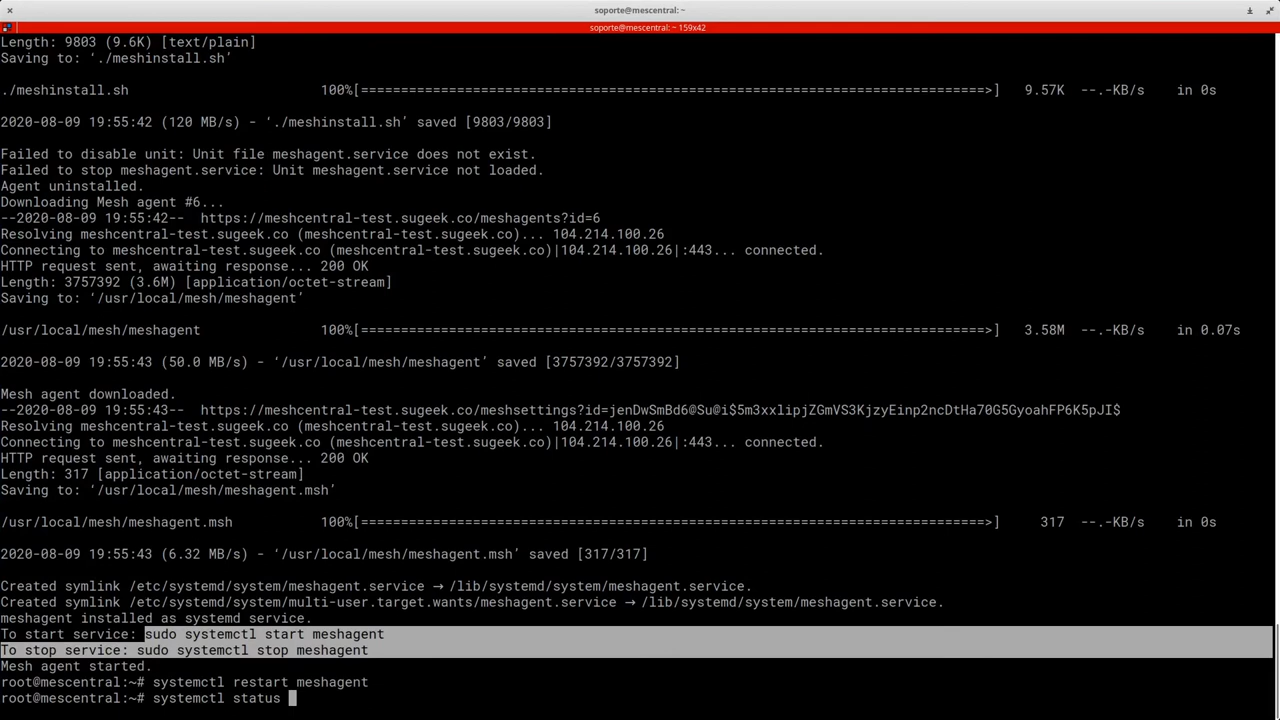 soporte@mescentral: ~
soporte@mescentral: ~ 159x42
Length: 9803 (9.6K) [text/plain]
Saving to: ‘./meshinstall.sh’
./meshinstall.sh 100%[==============================================================================>] 9.57K --.-KB/s in 0s
2020-08-09 19:55:42 (120 MB/s) - ‘./meshinstall.sh’ saved [9803/9803]
Failed to disable unit: Unit file meshagent.service does not exist.
Failed to stop meshagent.service: Unit meshagent.service not loaded.
Agent uninstalled.
Downloading Mesh agent #6...
--2020-08-09 19:55:42-- https://meshcentral-test.sugeek.co/meshagents?id=6
Resolving meshcentral-test.sugeek.co (meshcentral-test.sugeek.co)... 104.214.100.26
Connecting to meshcentral-test.sugeek.co (meshcentral-test.sugeek.co)|104.214.100.26|:443... connected.
HTTP request sent, awaiting response... 200 OK
Length: 3757392 (3.6M) [application/octet-stream]
Saving to: ‘/usr/local/mesh/meshagent’
/usr/local/mesh/meshagent 100%[==============================================================================>] 3.58M --.-KB/s in 0.07s
2020-08-09 19:55:43 (50.0 MB/s) - ‘/usr/local/mesh/meshagent’ saved [3757392/3757392]
Mesh agent downloaded.
--2020-08-09 19:55:43-- https://meshcentral-test.sugeek.co/meshsettings?id=jenDwSmBd6@Su@i$5m3xxlipjZGmVS3KjzyEinp2ncDtHa70G5GyoahFP6K5pJI$
Resolving meshcentral-test.sugeek.co (meshcentral-test.sugeek.co)... 104.214.100.26
Connecting to meshcentral-test.sugeek.co (meshcentral-test.sugeek.co)|104.214.100.26|:443... connected.
HTTP request sent, awaiting response... 200 OK
Length: 317 [application/octet-stream]
Saving to: ‘/usr/local/mesh/meshagent.msh’
/usr/local/mesh/meshagent.msh 100%[==============================================================================>] 317 --.-KB/s in 0s
2020-08-09 19:55:43 (6.32 MB/s) - ‘/usr/local/mesh/meshagent.msh’ saved [317/317]
Created symlink /etc/systemd/system/meshagent.service → /lib/systemd/system/meshagent.service.
Created symlink /etc/systemd/system/multi-user.target.wants/meshagent.service → /lib/systemd/system/meshagent.service.
meshagent installed as systemd service.
To start service: sudo systemctl start meshagent
To stop service: sudo systemctl stop meshagent
Mesh agent started.
root@mescentral:~# systemctl restart meshagent
root@mescentral:~# systemctl status